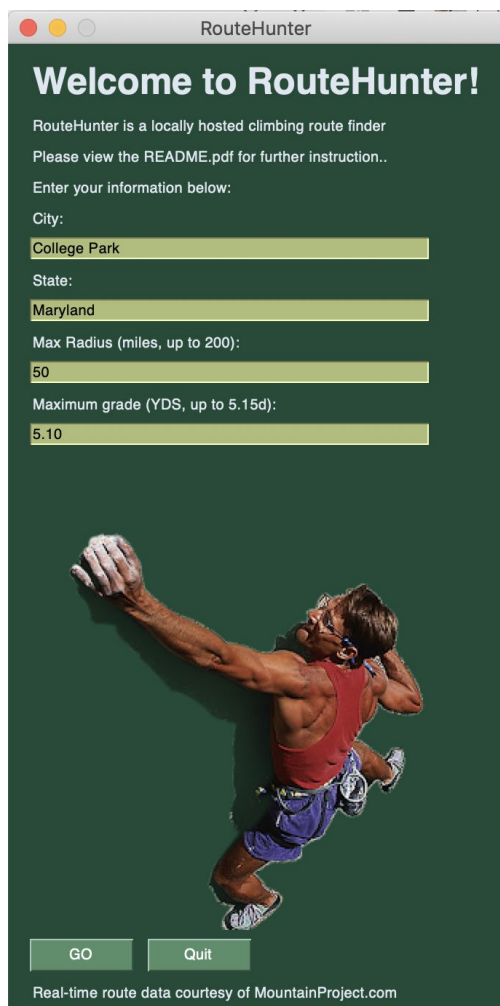 RouteHunter
Welcome to RouteHunter!
RouteHunter is a locally hosted climbing route finder
Please view the README.pdf for further instruction..
Enter your information below:
City:
College Park
State:
Maryland
Max Radius (miles, up to 200):
50
Maximum grade (YDS, up to 5.15d):
5.10
GO Quit
Real-time route data courtesy of MountainProject.com